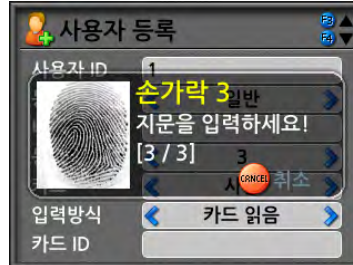 사용자 등록
F3
F2
사용자 ID
1
손가락 3
일반
지문을 입력하세요!
[3 / 3]
3
CANCEL
취소
입력방식
카드 읽음
카드 ID